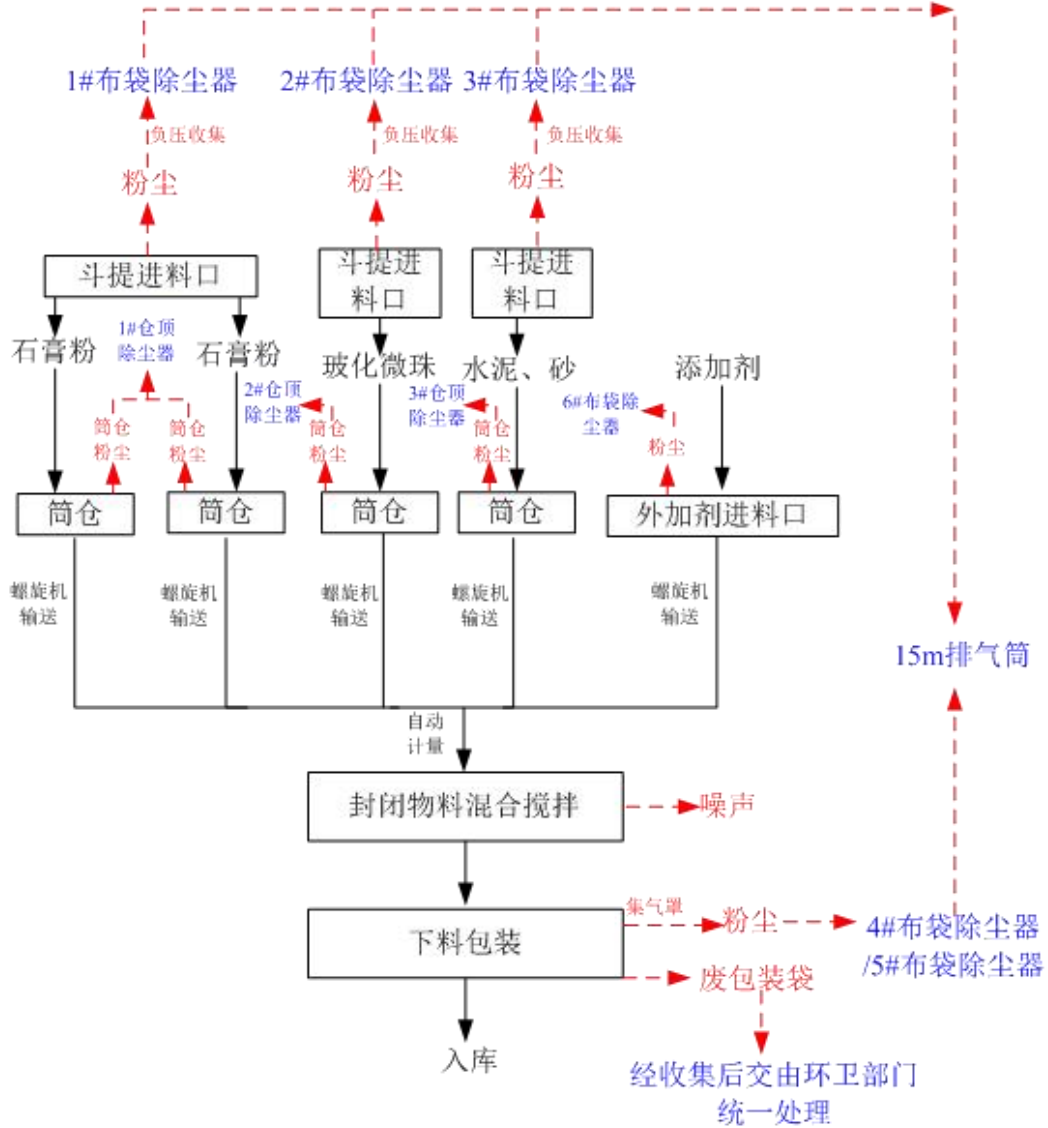 1#布袋除尘器
2#布袋除尘器
3#布袋除尘器
负压收集
负压收集
负压收集
粉尘
粉尘
粉尘
斗提进料口
斗提进
料口
斗提进
料口
石膏粉
1#仓顶
除尘器
石膏粉
玻化微珠
水泥、砂
添加剂
2#仓顶
除尘器
3#仓顶
除尘器
6#布袋除
尘器
筒仓
粉尘
筒仓
粉尘
筒仓
粉尘
筒仓
粉尘
粉尘
筒仓
筒仓
筒仓
筒仓
外加剂进料口
螺旋机
输送
螺旋机
输送
螺旋机
输送
螺旋机
输送
螺旋机
输送
15m排气筒
自动
计量
封闭物料混合搅拌
噪声
下料包装
集气罩
粉尘
4#布袋除尘器
/5#布袋除尘器
废包装袋
入库
经收集后交由环卫部门
统一处理